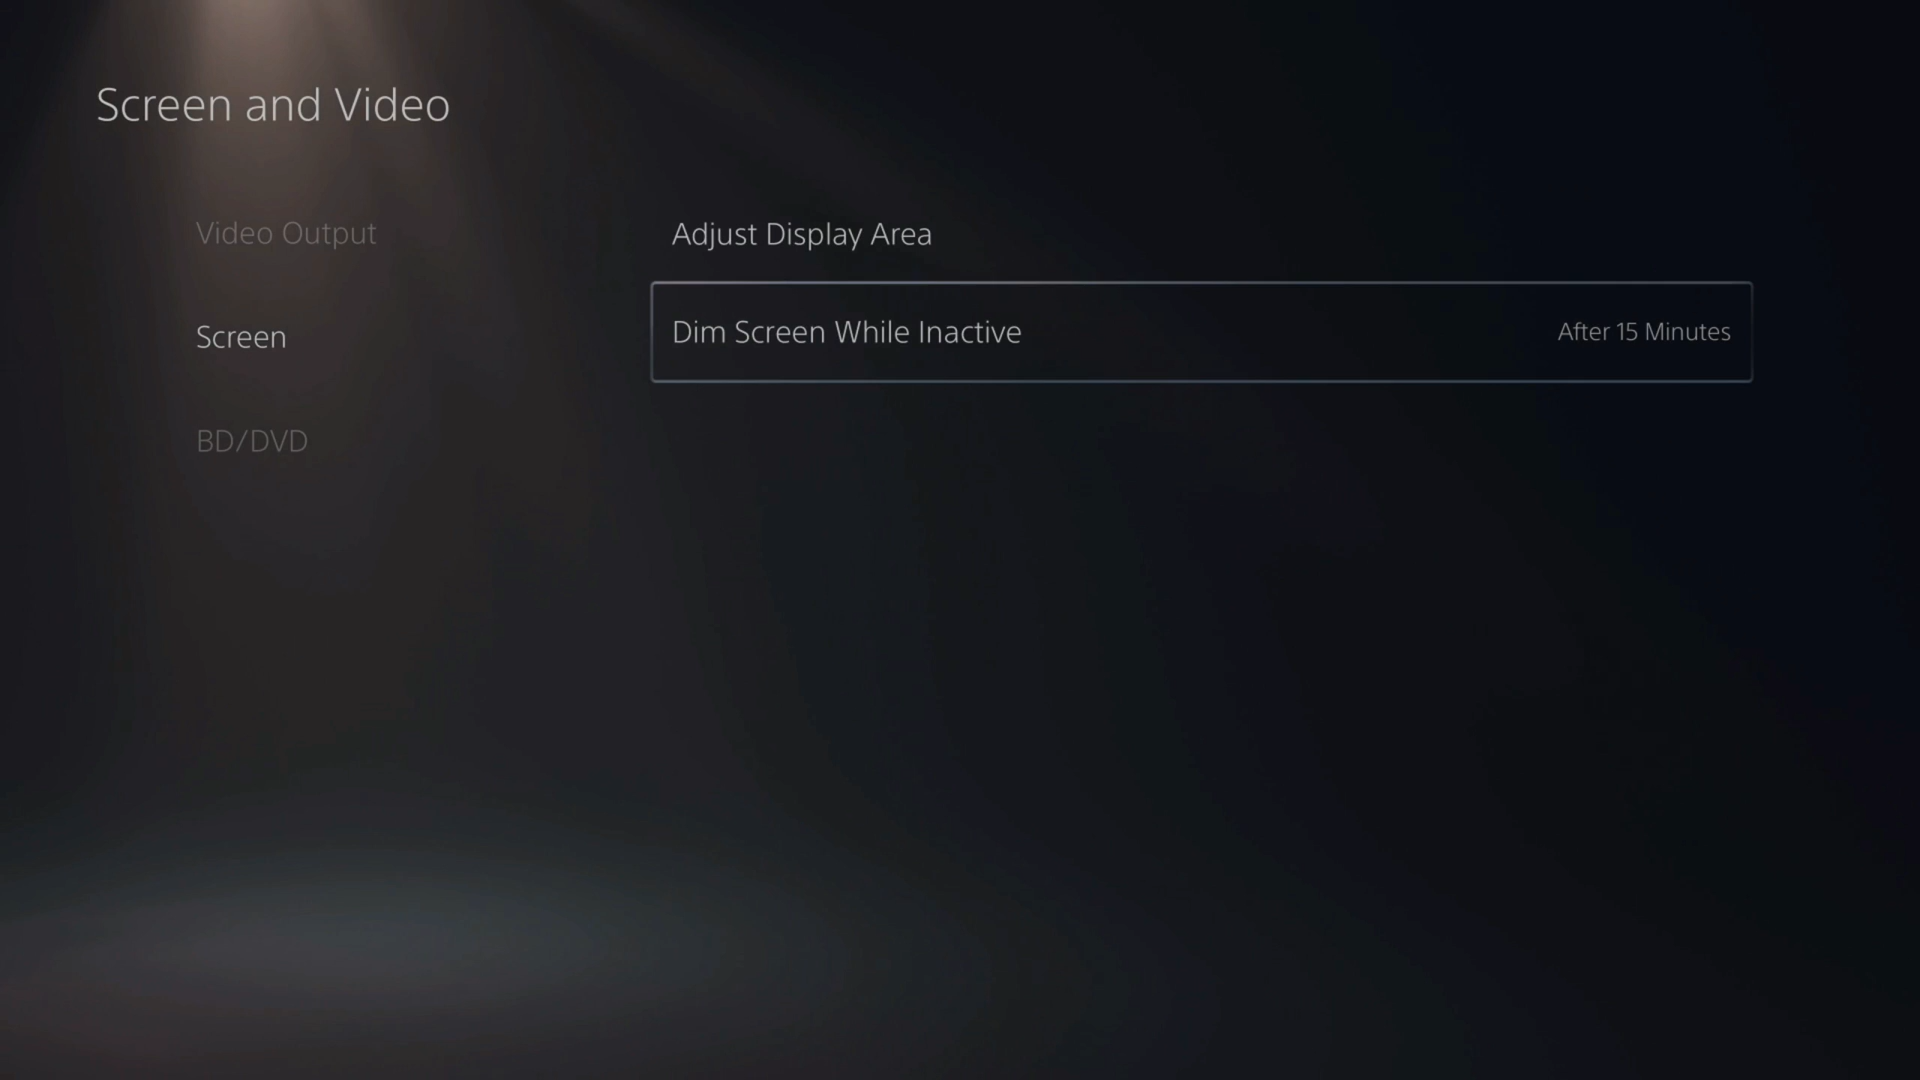 Screen and Video
Video Output
Screen
BD/DVD
Adjust Display Area
Dim Screen While Inactive
After 15 Minutes